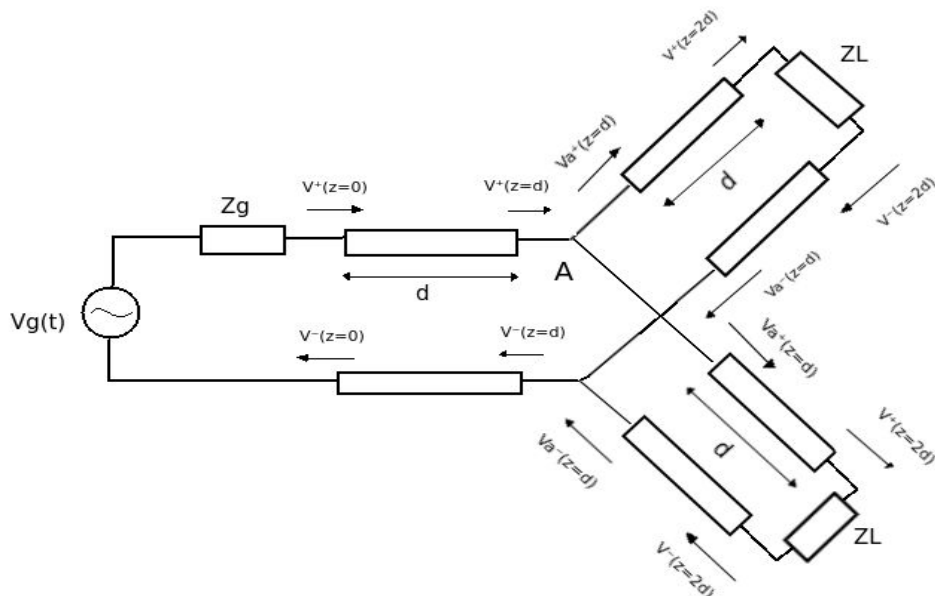 V⁺(z=2d)
ZL
Va⁺(z=d)
d
V⁺(z=0)
V⁺(z=d)
Zg
V⁻(z=2d)
A
d
Va⁻(z=d)
Vg(t)
V⁻(z=0)
V⁻(z=d)
Va⁺(z=d)
V⁺(z=2d)
d
Va⁻(z=d)
ZL
V⁻(z=2d)